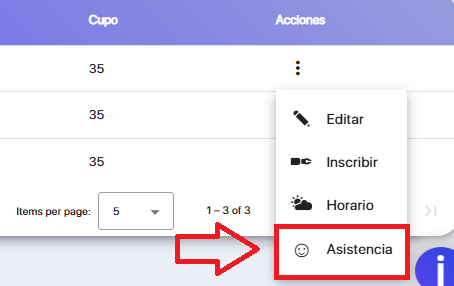 Cupo Acciones
35
35
35
Editar
Inscribir
Horario
Asistencia
Items per page: 5 1 – 3 of 3
i